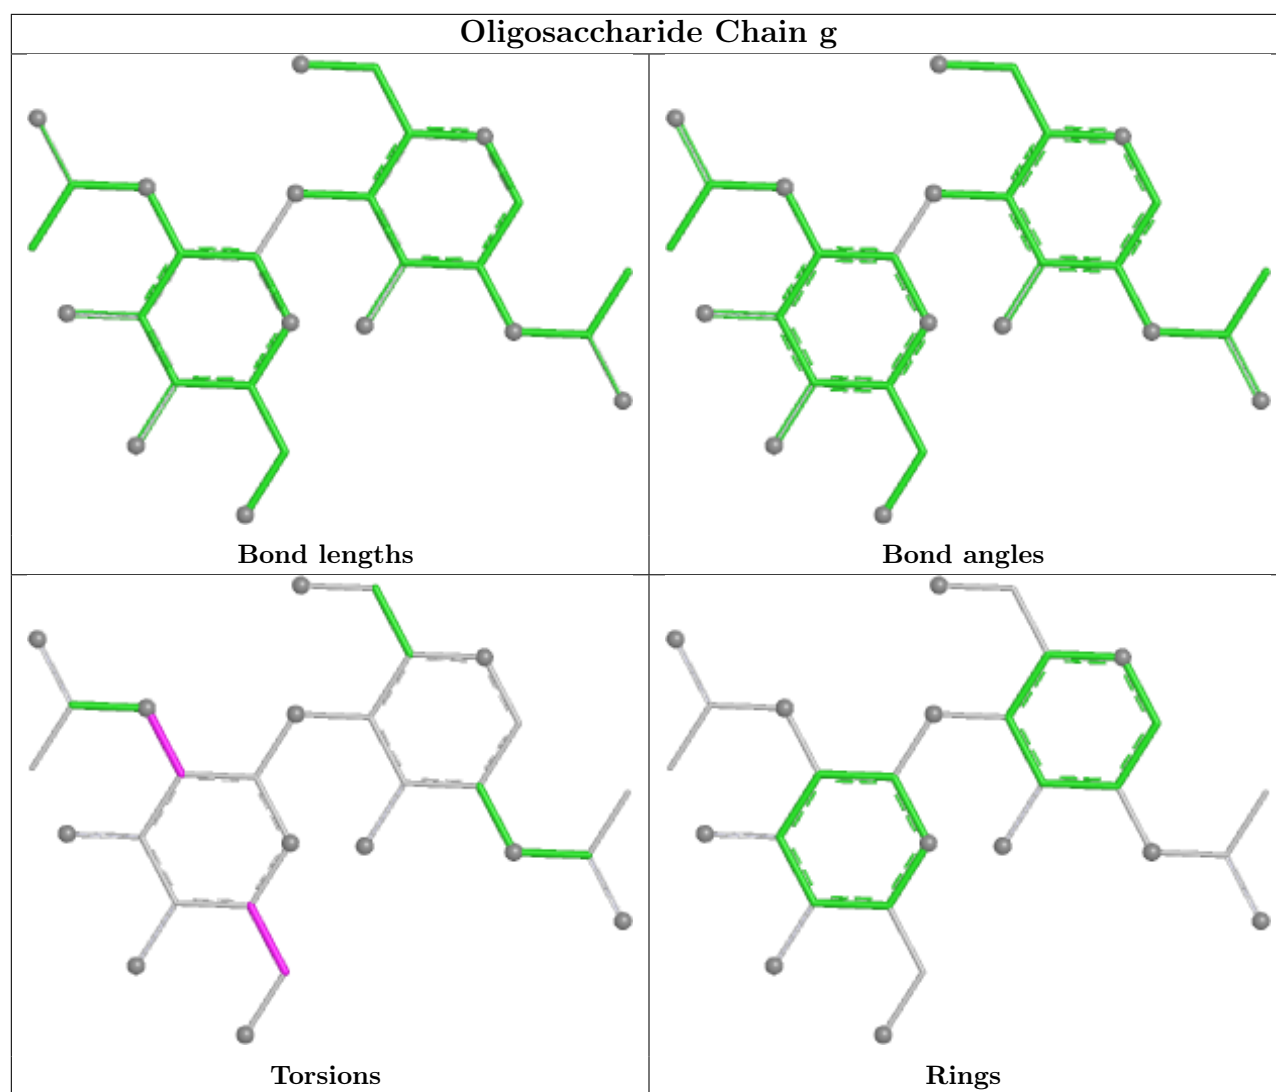 Oligosaccharide Chain g
Bond lengths
Bond angles
Torsions
Rings